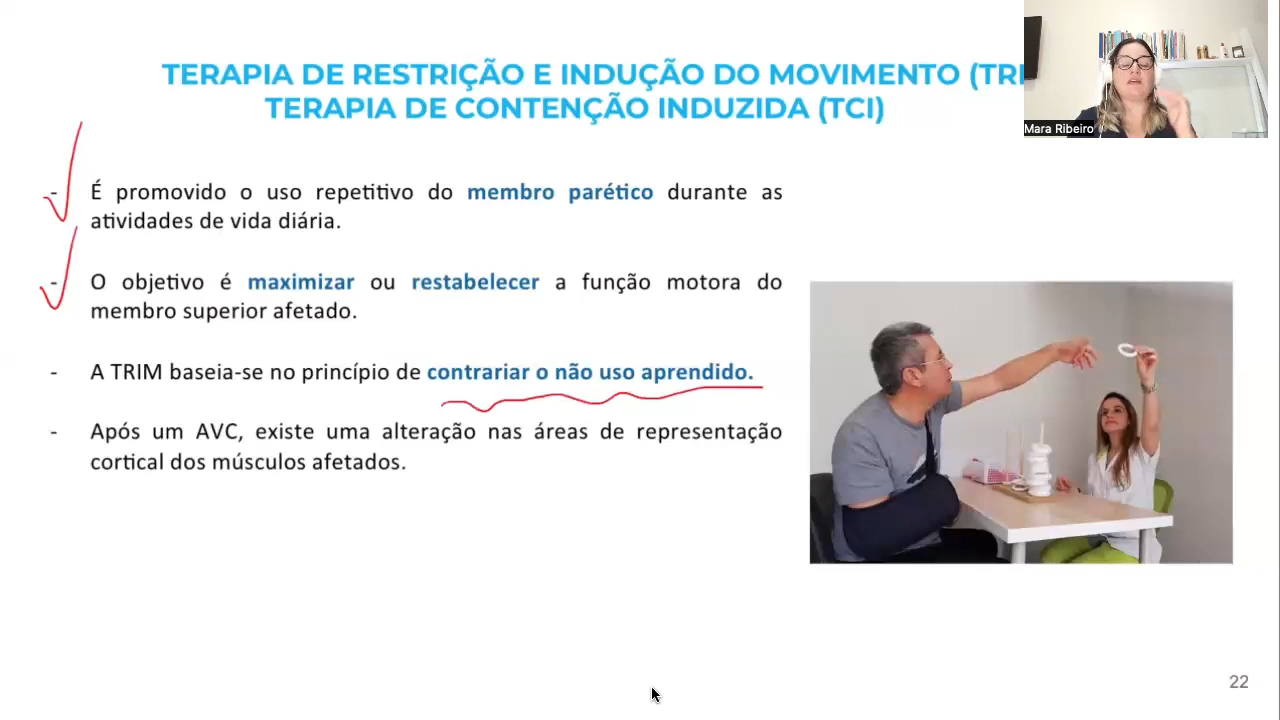 TERAPIA DE RESTRIÇÃO E INDUÇÃO DO MOVIMENTO (TRI
TERAPIA DE CONTENÇÃO INDUZIDA (TCI)
Mara Ribeiro
- É promovido o uso repetitivo do membro parético durante as
atividades de vida diária.
- O objetivo é maximizar ou restabelecer a função motora do
membro superior afetado.
- A TRIM baseia-se no princípio de contrariar o não uso aprendido.
- Após um AVC, existe uma alteração nas áreas de representação
cortical dos músculos afetados.
22